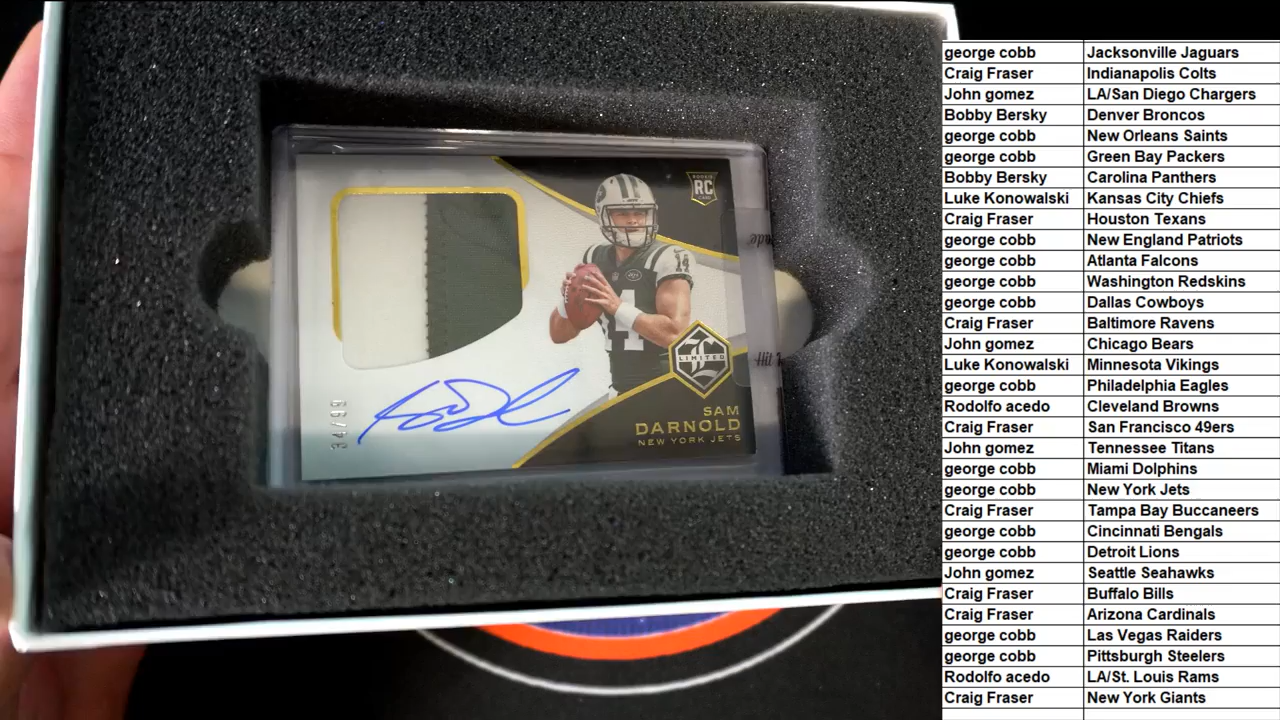 ROOKIE
RC
CARD
14
14
LIMITED
Hit
SAM
DARNOLD
NEW YORK JETS
34/99
george cobb Jacksonville Jaguars
Craig Fraser Indianapolis Colts
John gomez LA/San Diego Chargers
Bobby Bersky Denver Broncos
george cobb New Orleans Saints
george cobb Green Bay Packers
Bobby Bersky Carolina Panthers
Luke Konowalski Kansas City Chiefs
Craig Fraser Houston Texans
george cobb New England Patriots
george cobb Atlanta Falcons
george cobb Washington Redskins
george cobb Dallas Cowboys
Craig Fraser Baltimore Ravens
John gomez Chicago Bears
Luke Konowalski Minnesota Vikings
george cobb Philadelphia Eagles
Rodolfo acedo Cleveland Browns
Craig Fraser San Francisco 49ers
John gomez Tennessee Titans
george cobb Miami Dolphins
george cobb New York Jets
Craig Fraser Tampa Bay Buccaneers
george cobb Cincinnati Bengals
george cobb Detroit Lions
John gomez Seattle Seahawks
Craig Fraser Buffalo Bills
Craig Fraser Arizona Cardinals
george cobb Las Vegas Raiders
george cobb Pittsburgh Steelers
Rodolfo acedo LA/St. Louis Rams
Craig Fraser New York Giants